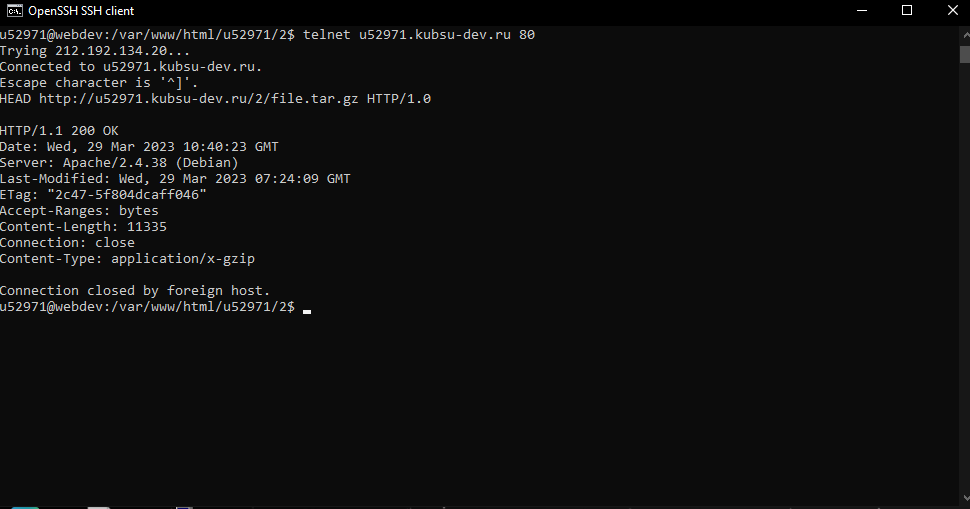 OpenSSH SSH client
u52971@webdev:/var/www/html/u52971/2$ telnet u52971.kubsu-dev.ru 80
Trying 212.192.134.20...
Connected to u52971.kubsu-dev.ru.
Escape character is '^]'.
HEAD http://u52971.kubsu-dev.ru/2/file.tar.gz HTTP/1.0

HTTP/1.1 200 OK
Date: Wed, 29 Mar 2023 10:40:23 GMT
Server: Apache/2.4.38 (Debian)
Last-Modified: Wed, 29 Mar 2023 07:24:09 GMT
ETag: "2c47-5f804dcaff046"
Accept-Ranges: bytes
Content-Length: 11335
Connection: close
Content-Type: application/x-gzip

Connection closed by foreign host.
u52971@webdev:/var/www/html/u52971/2$